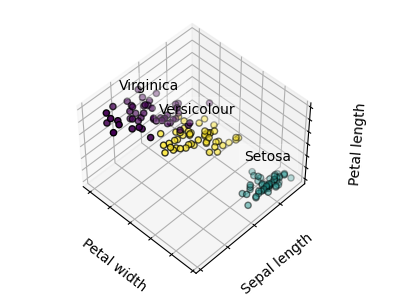 Virginica
Versicolour
Setosa
Petal length
Petal width
Sepal length